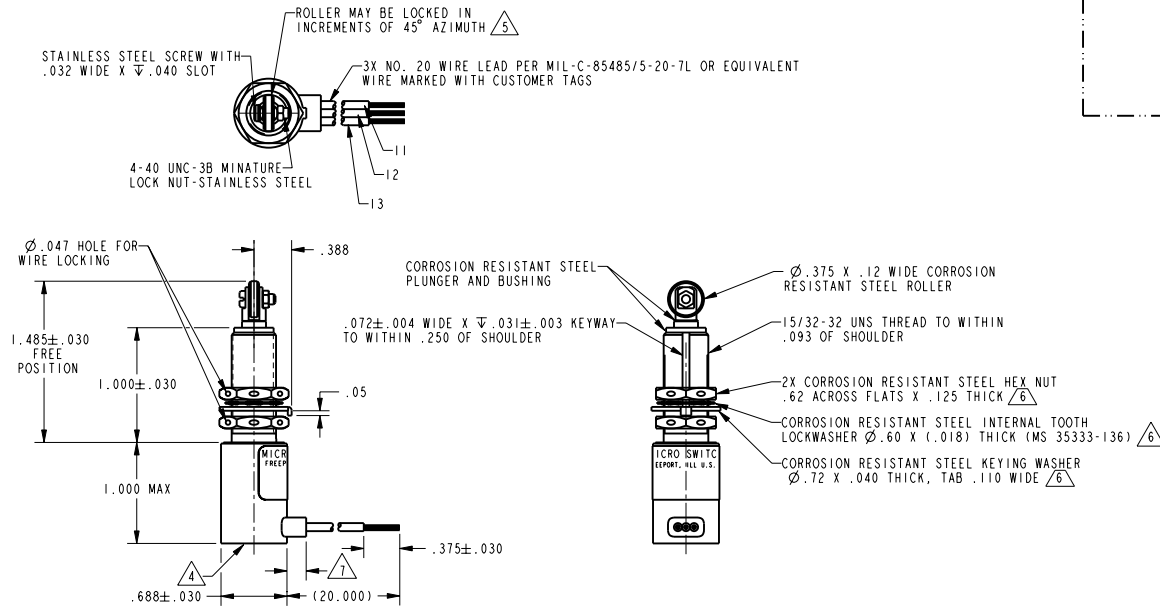 ROLLER MAY BE LOCKED IN
INCREMENTS OF 45° AZIMUTH 5
STAINLESS STEEL SCREW WITH
.032 WIDE X ↧ .040 SLOT
3X NO. 20 WIRE LEAD PER MIL-C-85485/5-20-7L OR EQUIVALENT
WIRE MARKED WITH CUSTOMER TAGS
4-40 UNC-3B MINATURE
LOCK NUT-STAINLESS STEEL
11
12
13
Ø.047 HOLE FOR
WIRE LOCKING
.388
1.485±.030
FREE
POSITION
1.000±.030
.05
1.000 MAX
MICR
FREEP
.375±.030
4
7
.688±.030
(20.000)
CORROSION RESISTANT STEEL
PLUNGER AND BUSHING
Ø.375 X .12 WIDE CORROSION
RESISTANT STEEL ROLLER
.072±.004 WIDE X ↧ .031±.003 KEYWAY
TO WITHIN .250 OF SHOULDER
15/32-32 UNS THREAD TO WITHIN
.093 OF SHOULDER
2X CORROSION RESISTANT STEEL HEX NUT
.62 ACROSS FLATS X .125 THICK 6
CORROSION RESISTANT STEEL INTERNAL TOOTH
LOCKWASHER Ø.60 X (.018) THICK (MS 35333-136) 6
CORROSION RESISTANT STEEL KEYING WASHER
Ø.72 X .040 THICK, TAB .110 WIDE 6
ICRO SWITC
EEPORT, ILL U.S.